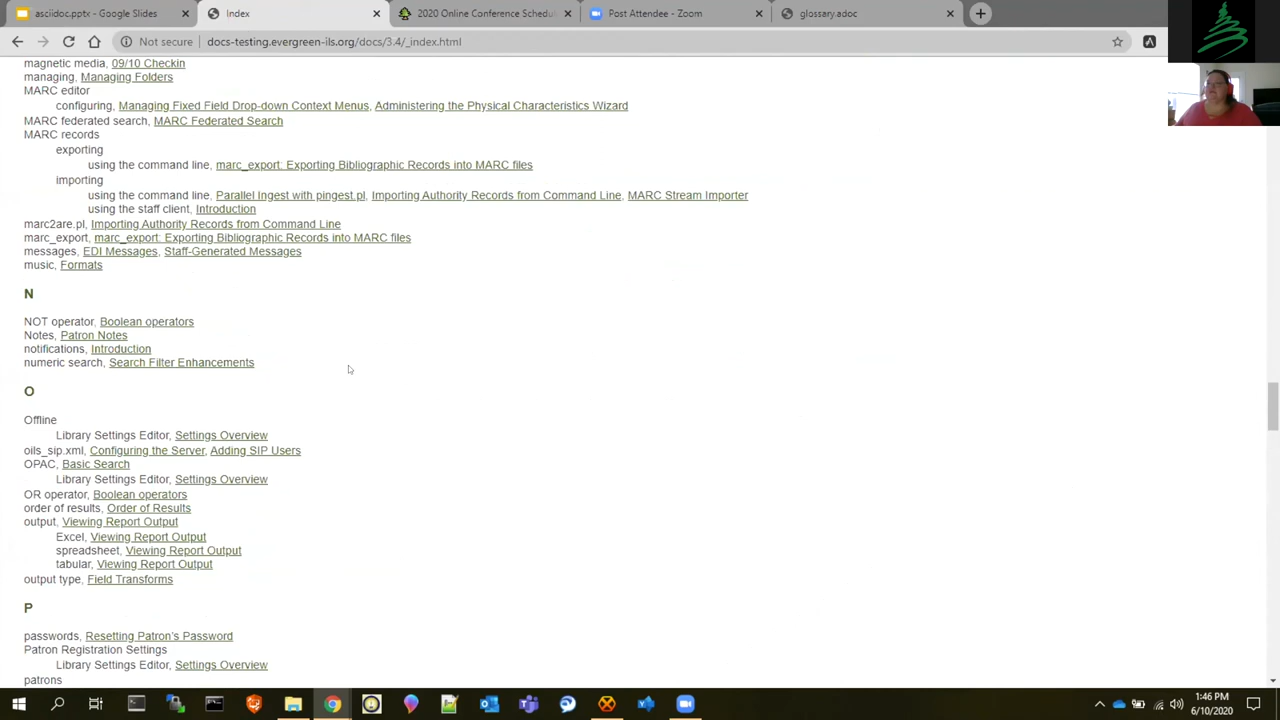 asciidoc.pptx - Google Slides
Index
2020 Online Conference Schedul
Post Attendee - Zoom
glossary.adoc
Not secure
docs-testing.evergreen-ils.org/docs/3.4/_index.html
magnetic media, 09/10 Checkin
managing, Managing Folders
MARC editor
configuring, Managing Fixed Field Drop-down Context Menus, Administering the Physical Characteristics Wizard
MARC federated search, MARC Federated Search
MARC records
exporting
using the command line, marc_export: Exporting Bibliographic Records into MARC files
importing
using the command line, Parallel Ingest with pingest.pl, Importing Authority Records from Command Line, MARC Stream Importer
using the staff client, Introduction
marc2are.pl, Importing Authority Records from Command Line
marc_export, marc_export: Exporting Bibliographic Records into MARC files
messages, EDI Messages, Staff-Generated Messages
music, Formats
N
NOT operator, Boolean operators
Notes, Patron Notes
notifications, Introduction
numeric search, Search Filter Enhancements
O
Offline
Library Settings Editor, Settings Overview
oils_sip.xml, Configuring the Server, Adding SIP Users
OPAC, Basic Search
Library Settings Editor, Settings Overview
OR operator, Boolean operators
order of results, Order of Results
output, Viewing Report Output
Excel, Viewing Report Output
spreadsheet, Viewing Report Output
tabular, Viewing Report Output
output type, Field Transforms
P
passwords, Resetting Patron's Password
Patron Registration Settings
Library Settings Editor, Settings Overview
patrons
1:46 PM
6/10/2020